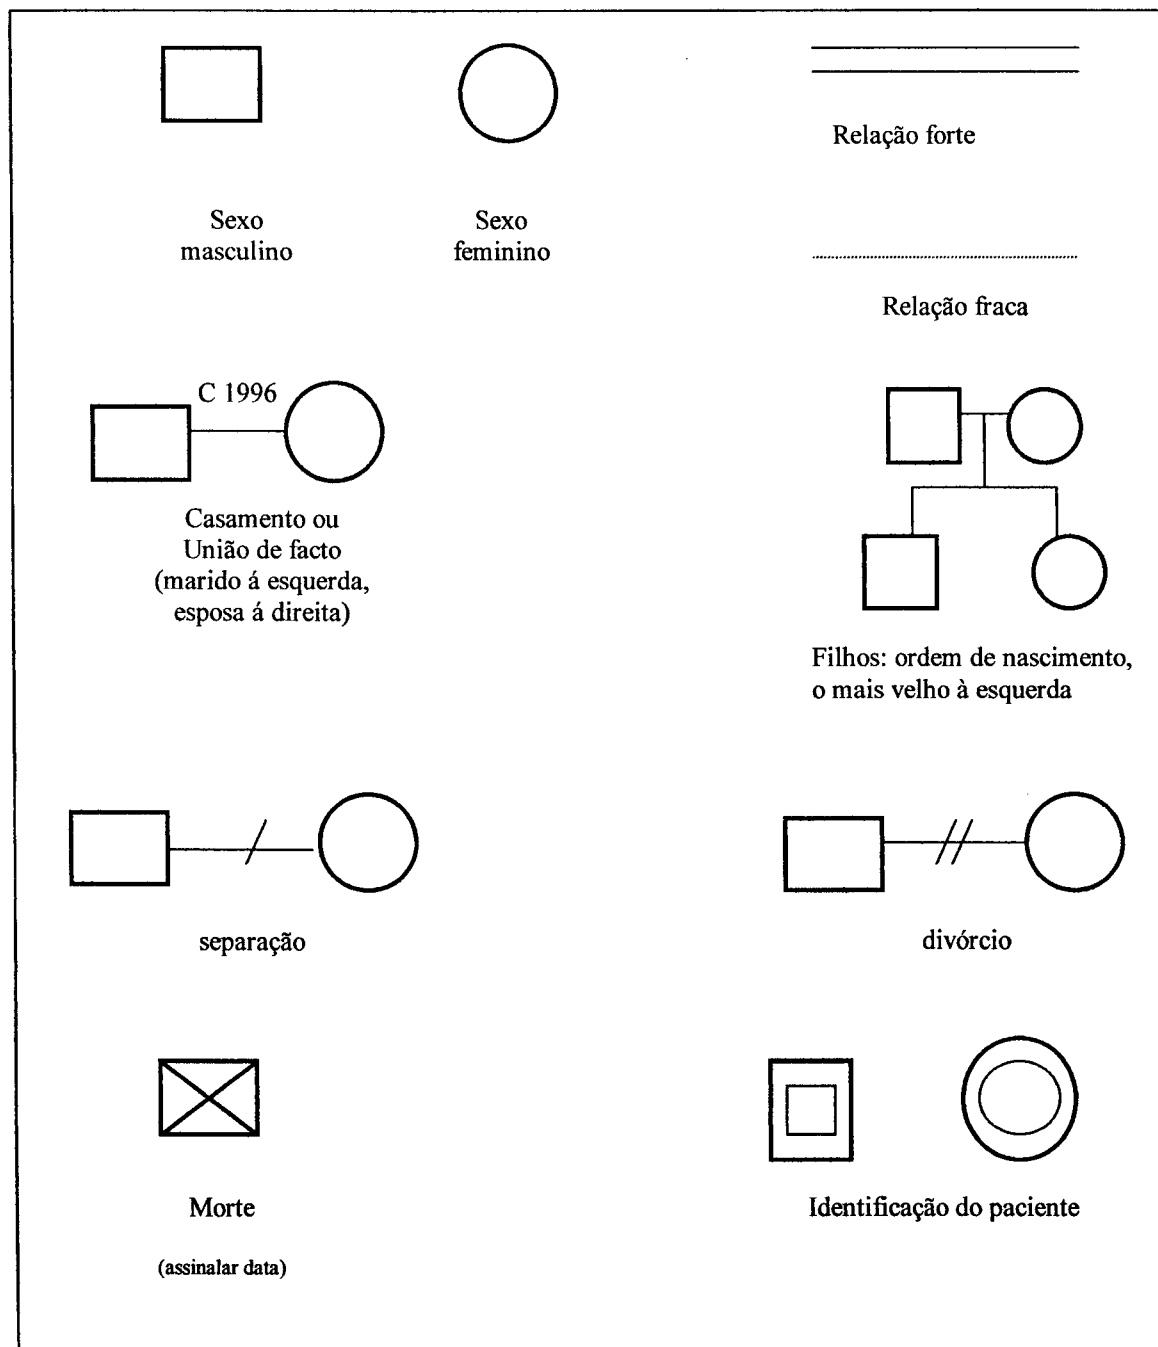 Relação forte
Sexo
masculino
Sexo
feminino
Relação fraca
C 1996
Casamento ou
União de facto
(marido á esquerda,
esposa á direita)
Filhos: ordem de nascimento,
o mais velho à esquerda
separação
divórcio
Morte
(assinalar data)
Identificação do paciente